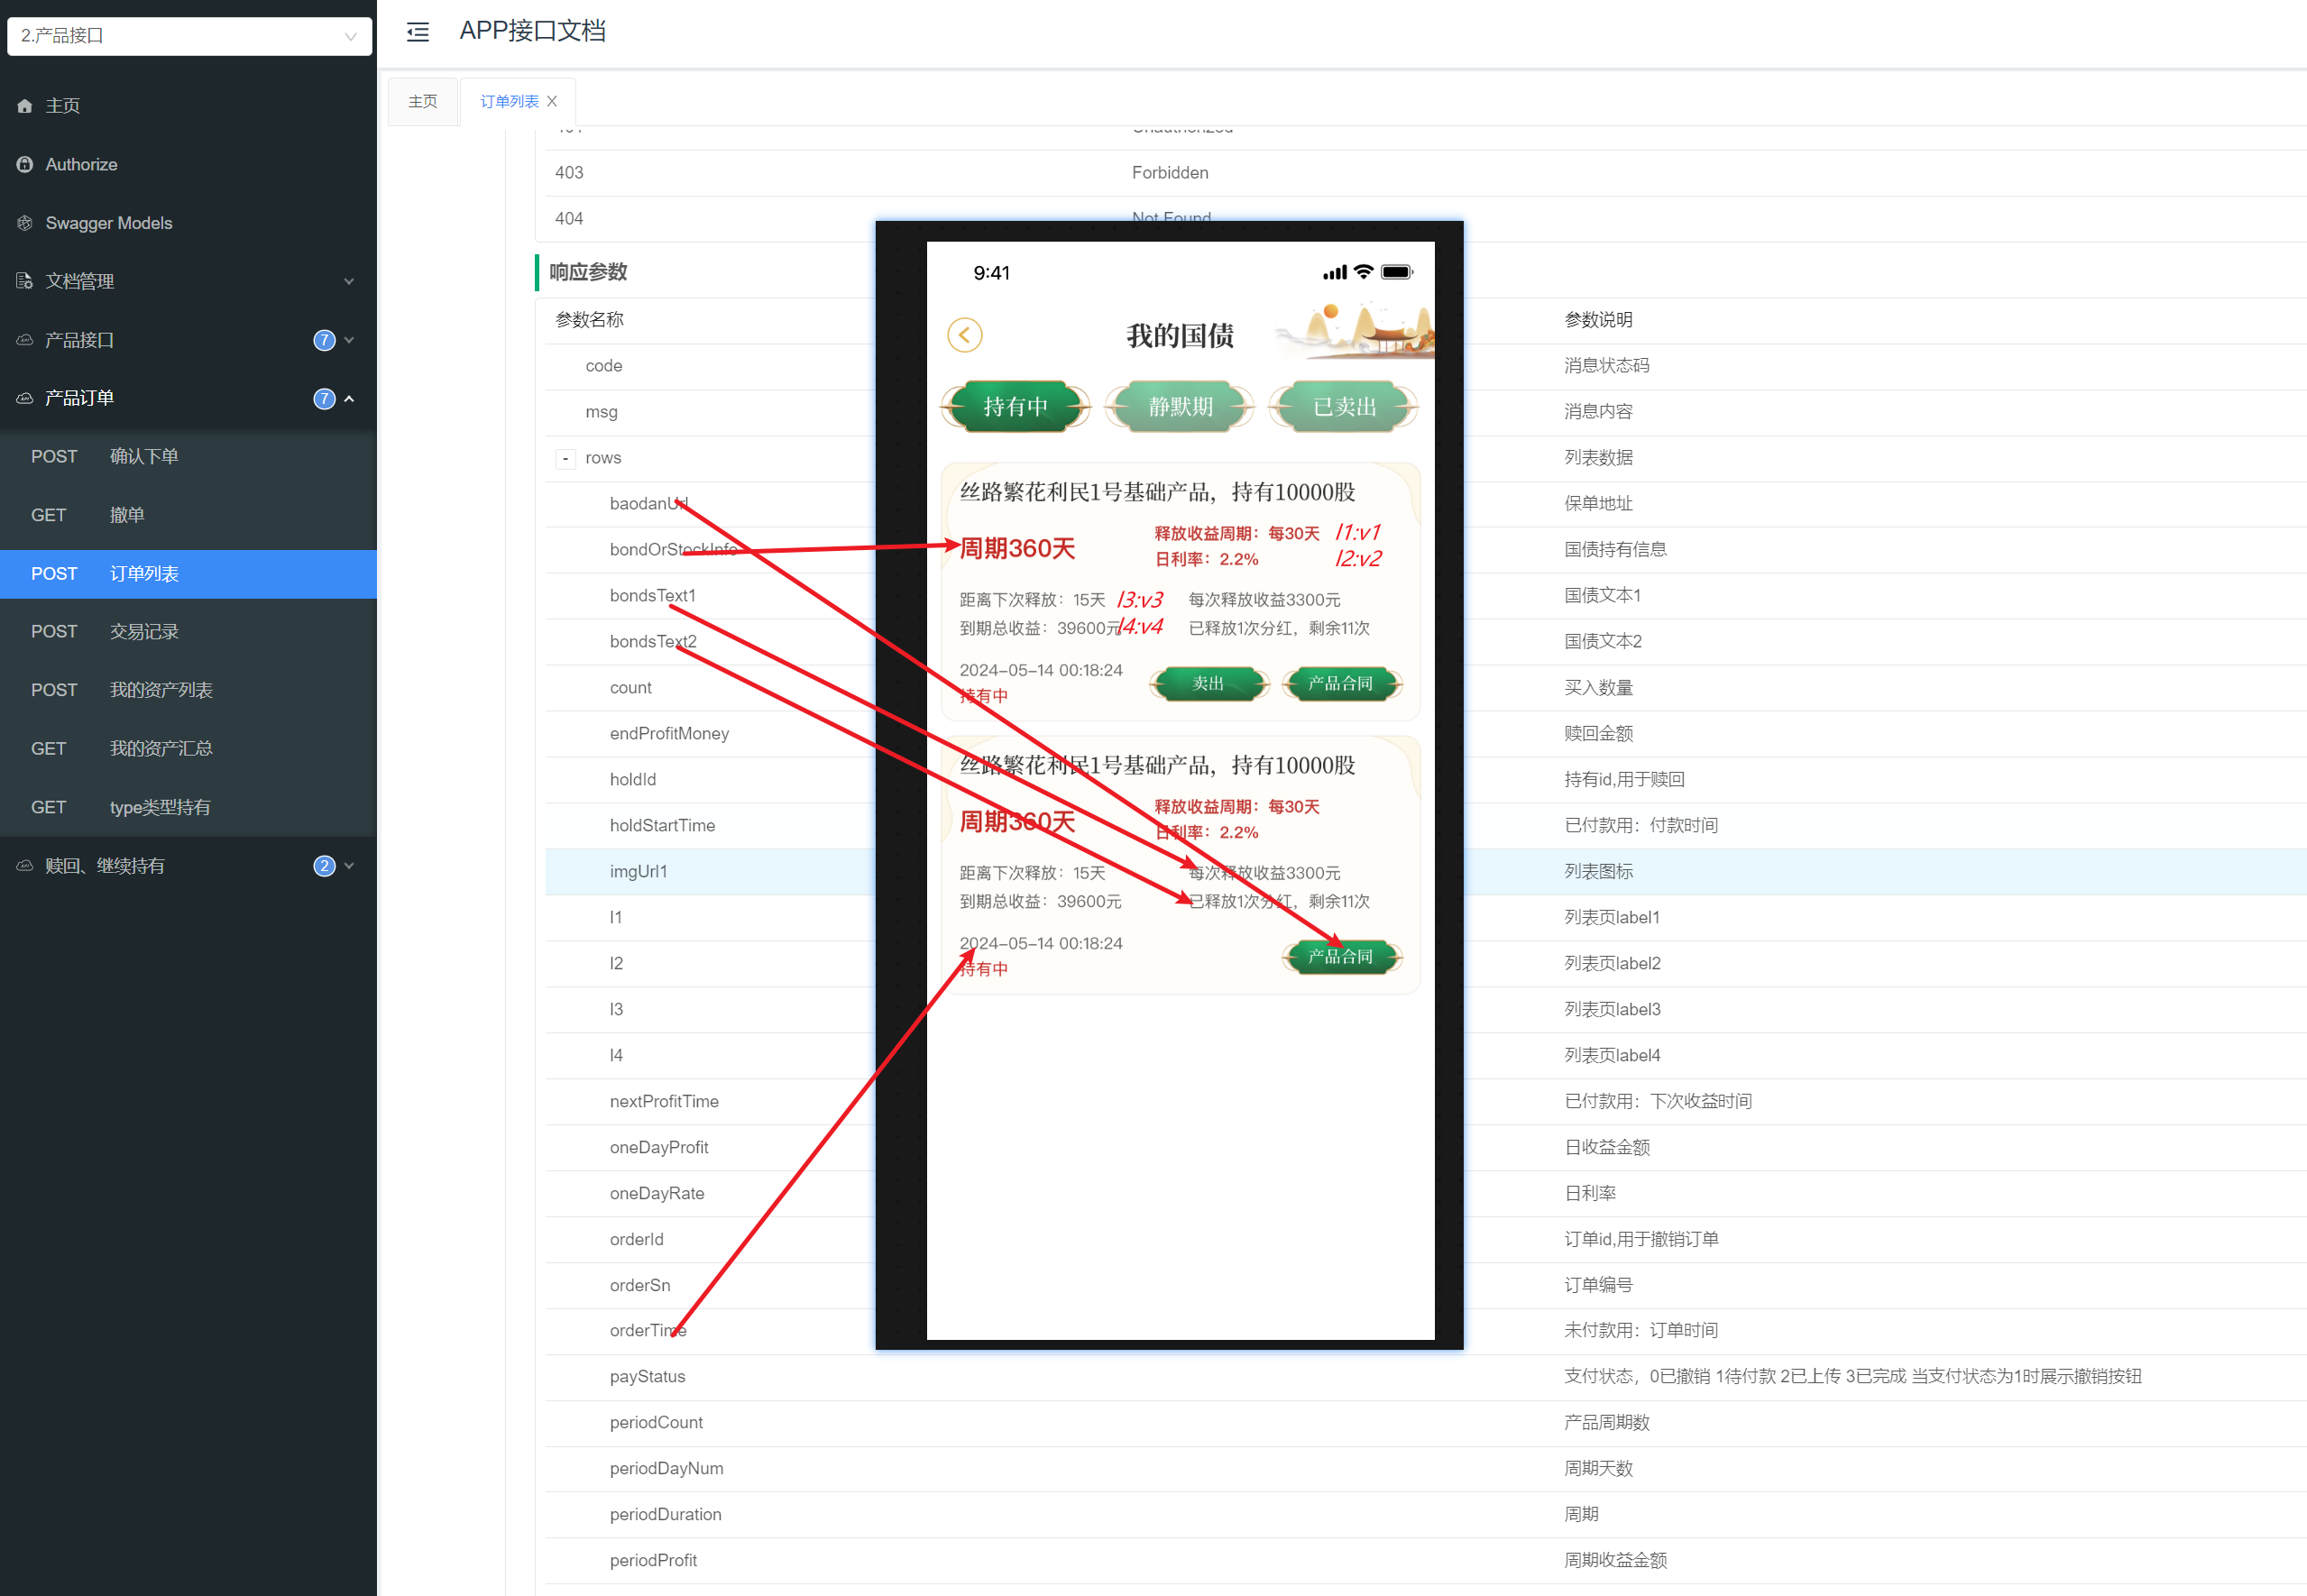 2.产品接口
主页
Authorize
Swagger Models
文档管理
产品接口 7
产品订单 7
POST 确认下单
GET 撤单
POST 订单列表
POST 交易记录
POST 我的资产列表
GET 我的资产汇总
GET type类型持有
赎回、继续持有 2
APP接口文档
主页 订单列表
401 Unauthorized
403 Forbidden
404 Not Found
响应参数
参数名称 参数说明
code 消息状态码
msg 消息内容
- rows 列表数据
baodanUrl 保单地址
bondOrStockInfo 国债持有信息
bondsText1 国债文本1
bondsText2 国债文本2
count 买入数量
endProfitMoney 赎回金额
holdId 持有id,用于赎回
holdStartTime 已付款用：付款时间
imgUrl1 列表图标
l1 列表页label1
l2 列表页label2
l3 列表页label3
l4 列表页label4
nextProfitTime 已付款用：下次收益时间
oneDayProfit 日收益金额
oneDayRate 日利率
orderId 订单id,用于撤销订单
orderSn 订单编号
orderTime 未付款用：订单时间
payStatus 支付状态，0已撤销 1待付款 2已上传 3已完成 当支付状态为1时展示撤销按钮
periodCount 产品周期数
periodDayNum 周期天数
periodDuration 周期
periodProfit 周期收益金额
9:41
我的国债
持有中 静默期 已卖出
丝路繁花利民1号基础产品，持有10000股
周期360天
释放收益周期：每30天 l1:v1
日利率：2.2% l2:v2
距离下次释放：15天 l3:v3 每次释放收益3300元
到期总收益：39600元 l4:v4 已释放1次分红，剩余11次
2024-05-14 00:18:24
持有中
卖出 产品合同
丝路繁花利民1号基础产品，持有10000股
周期360天
释放收益周期：每30天
日利率：2.2%
距离下次释放：15天 每次释放收益3300元
到期总收益：39600元 已释放1次分红，剩余11次
2024-05-14 00:18:24
持有中
产品合同